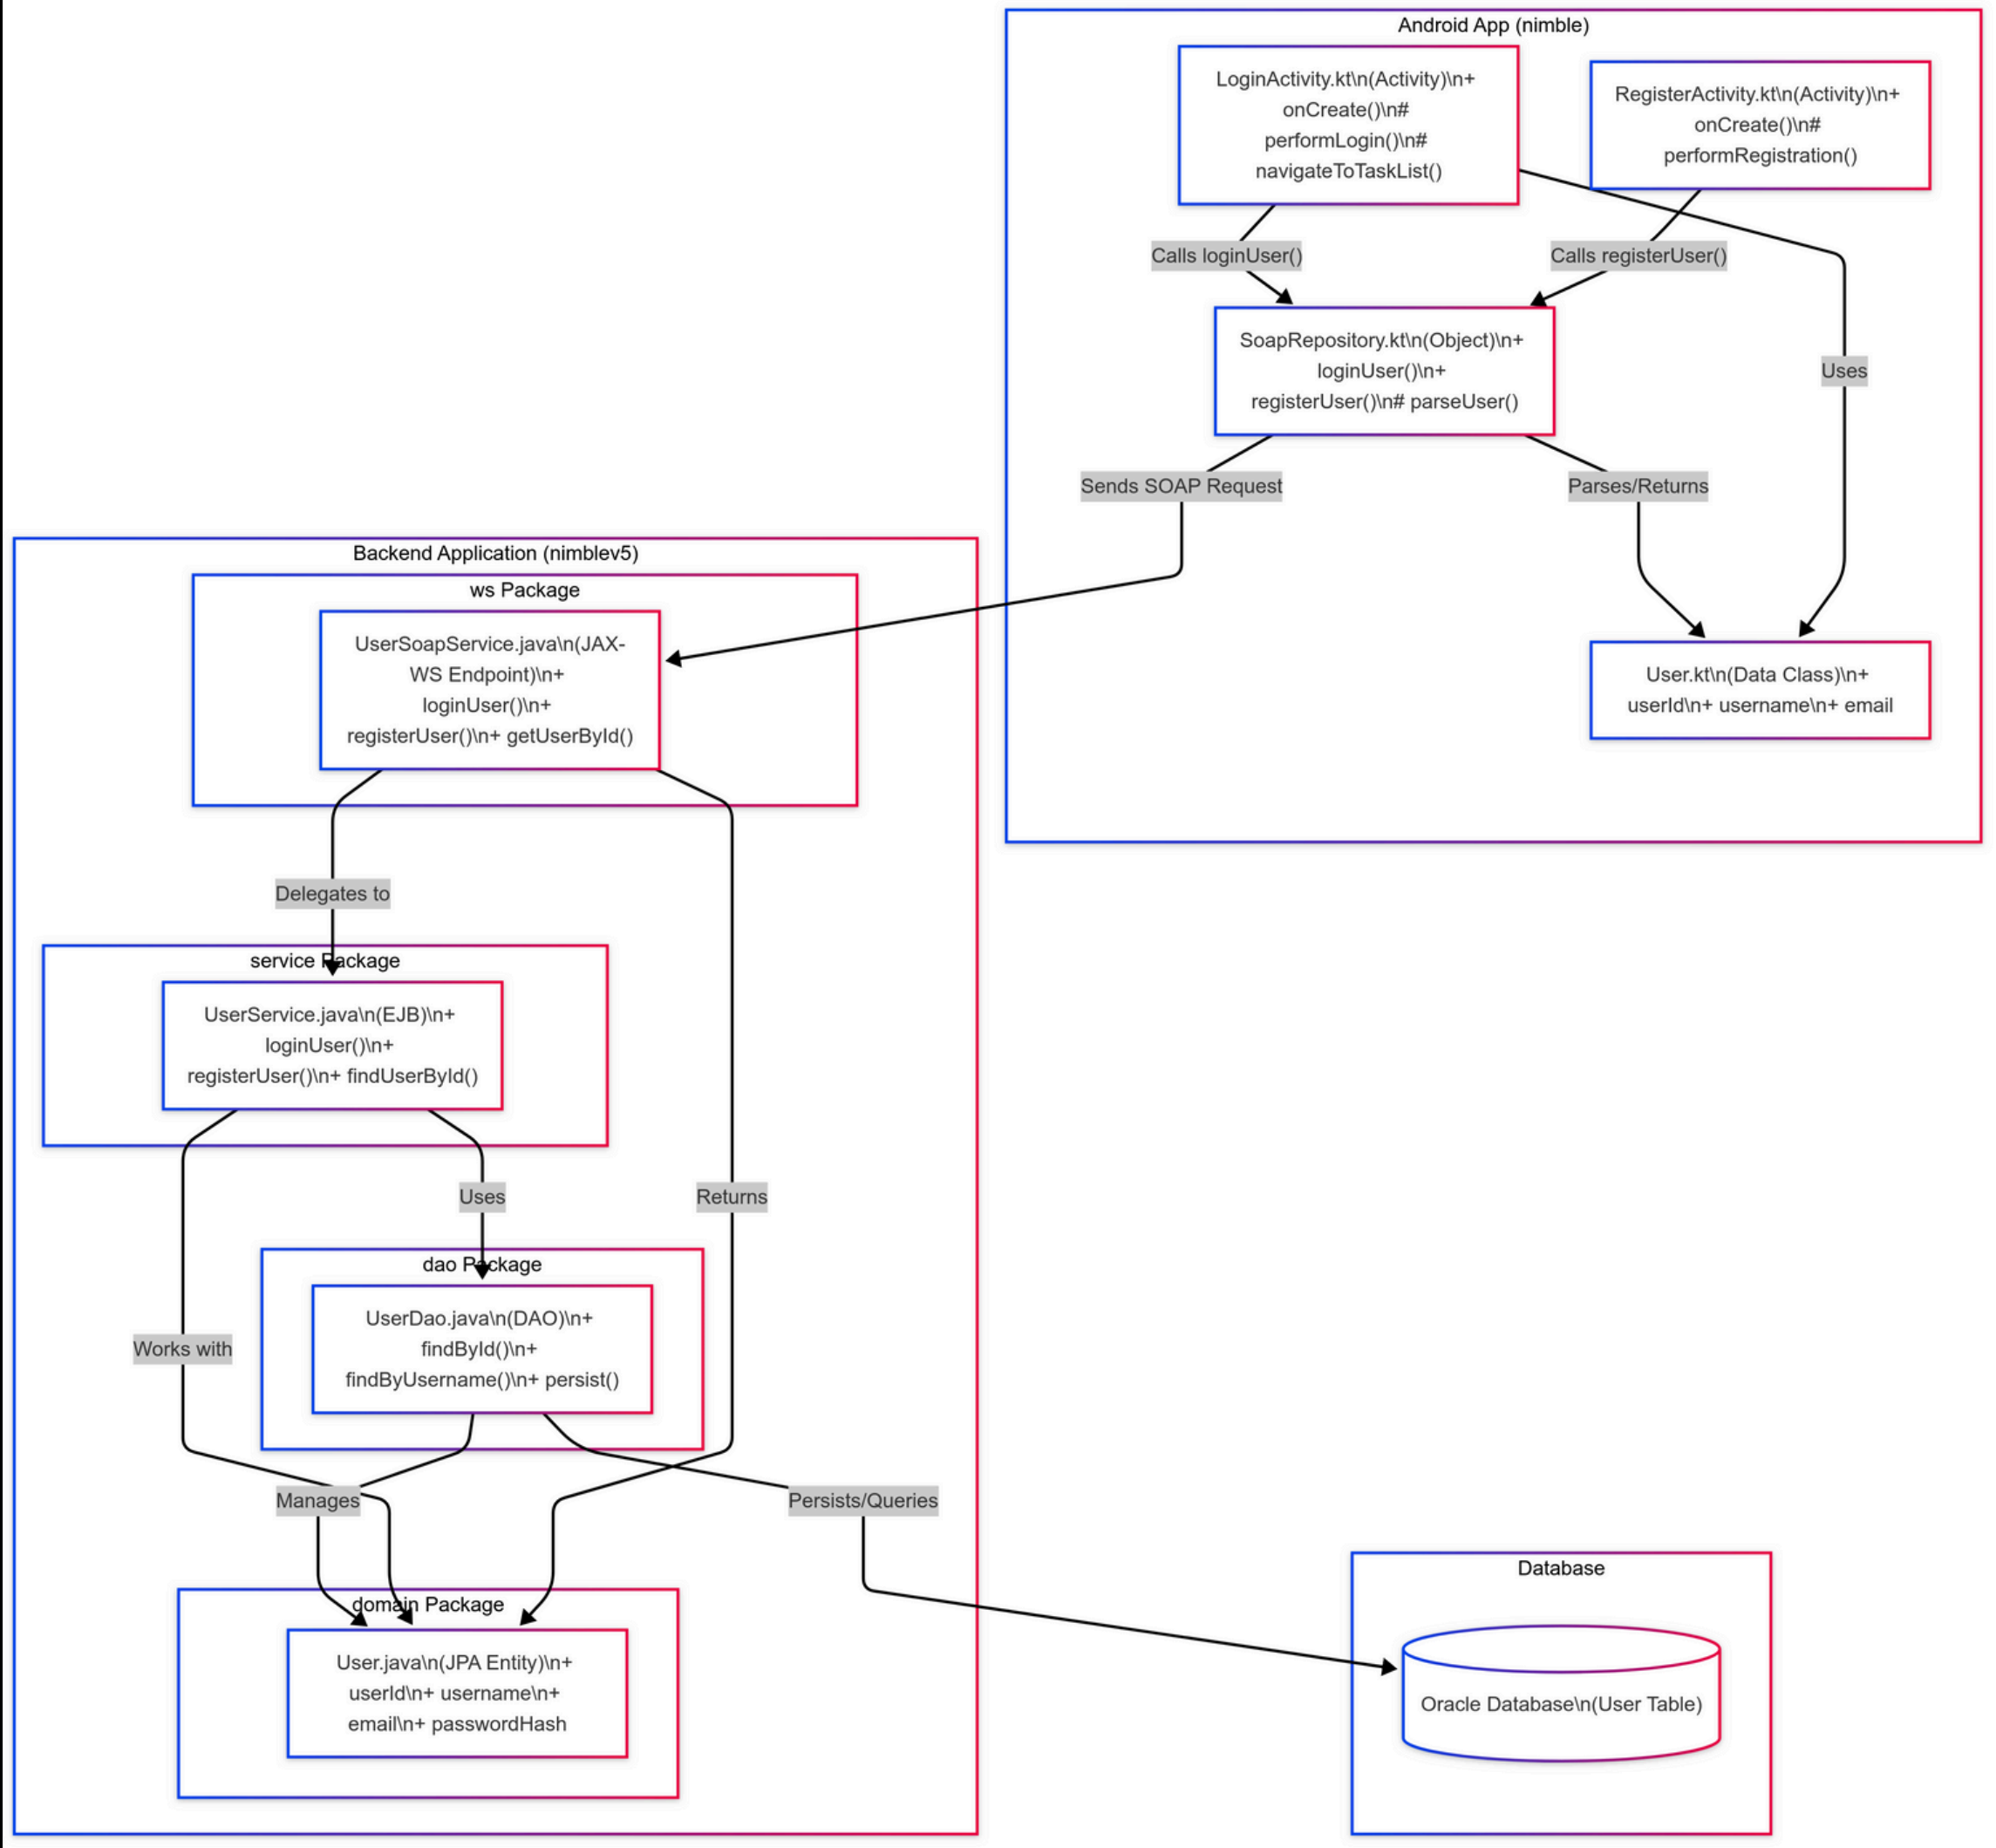 Android App (nimble)
LoginActivity.kt\n(Activity)\n+
onCreate()\n#
performLogin()\n#
navigateToTaskList()
RegisterActivity.kt\n(Activity)\n+
onCreate()\n#
performRegistration()
Calls loginUser()
Calls registerUser()
SoapRepository.kt\n(Object)\n+
loginUser()\n+
registerUser()\n# parseUser()
Uses
Sends SOAP Request
Parses/Returns
User.kt\n(Data Class)\n+
userId\n+ username\n+ email
Backend Application (nimblev5)
ws Package
UserSoapService.java\n(JAX-
WS Endpoint)\n+
loginUser()\n+
registerUser()\n+ getUserById()
Delegates to
service Package
UserService.java\n(EJB)\n+
loginUser()\n+
registerUser()\n+ findUserById()
Uses
Returns
dao Package
UserDao.java\n(DAO)\n+
findById()\n+
findByUsername()\n+ persist()
Works with
Manages
Persists/Queries
domain Package
User.java\n(JPA Entity)\n+
userId\n+ username\n+
email\n+ passwordHash
Database
Oracle Database\n(User Table)